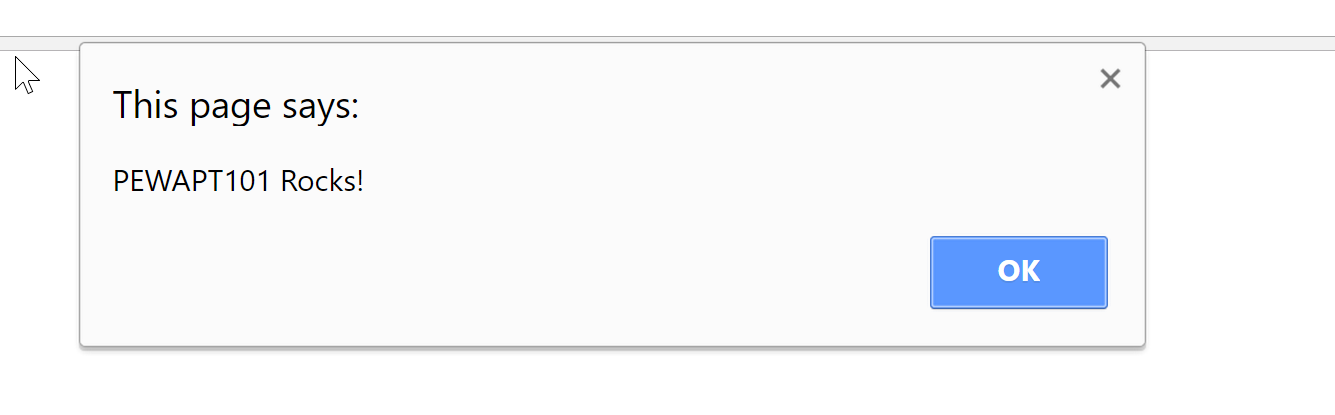 This page says:
PEWAPT101 Rocks!
OK